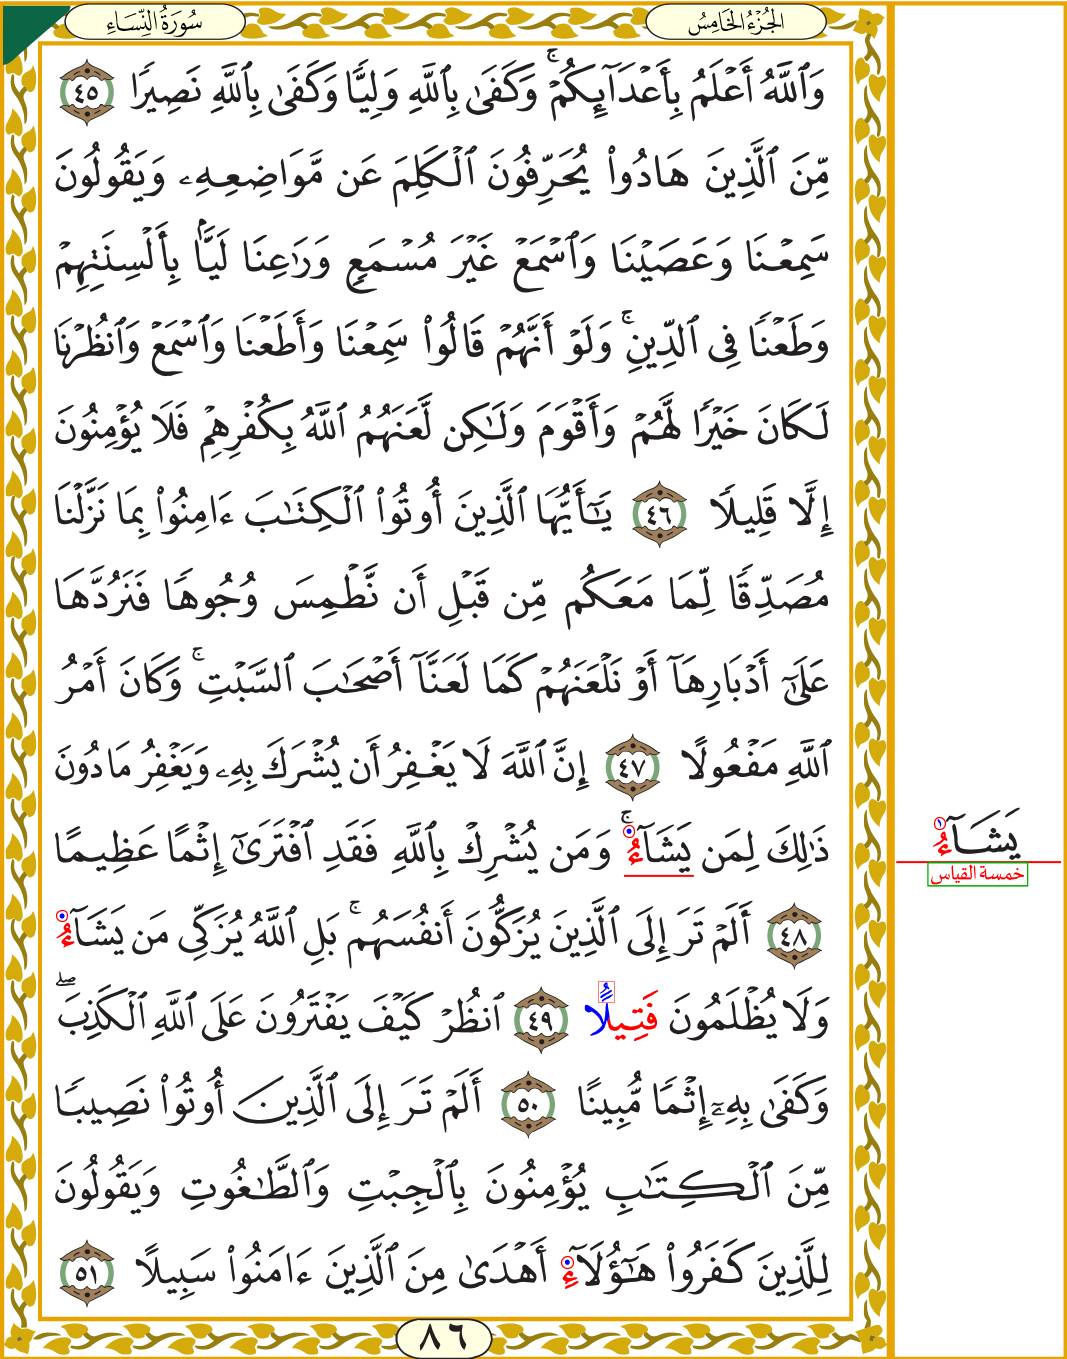 سُورَةُ النِّسَاءِ
الجُزْءُ الخَامِسُ
وَٱللَّهُ أَعۡلَمُ بِأَعۡدَآئِكُمۡۚ وَكَفَىٰ بِٱللَّهِ وَلِيّٗا وَكَفَىٰ بِٱللَّهِ نَصِيرٗا ٤٥
مِّنَ ٱلَّذِينَ هَادُواْ يُحَرِّفُونَ ٱلۡكَلِمَ عَن مَّوَاضِعِهِۦ وَيَقُولُونَ
سَمِعۡنَا وَعَصَيۡنَا وَٱسۡمَعۡ غَيۡرَ مُسۡمَعٖ وَرَٰعِنَا لَيَّۢا بِأَلۡسِنَتِهِمۡ
وَطَعۡنٗا فِي ٱلدِّينِۚ وَلَوۡ أَنَّهُمۡ قَالُواْ سَمِعۡنَا وَأَطَعۡنَا وَٱسۡمَعۡ وَٱنظُرۡنَا
لَكَانَ خَيۡرٗا لَّهُمۡ وَأَقۡوَمَ وَلَٰكِن لَّعَنَهُمُ ٱللَّهُ بِكُفۡرِهِمۡ فَلَا يُؤۡمِنُونَ
إِلَّا قَلِيلٗا ٤٦ يَٰٓأَيُّهَا ٱلَّذِينَ أُوتُواْ ٱلۡكِتَٰبَ ءَامِنُواْ بِمَا نَزَّلۡنَا
مُصَدِّقٗا لِّمَا مَعَكُم مِّن قَبۡلِ أَن نَّطۡمِسَ وُجُوهٗا فَنَرُدَّهَا
عَلَىٰٓ أَدۡبَارِهَآ أَوۡ نَلۡعَنَهُمۡ كَمَا لَعَنَّآ أَصۡحَٰبَ ٱلسَّبۡتِۚ وَكَانَ أَمۡرُ
ٱللَّهِ مَفۡعُولًا ٤٧ إِنَّ ٱللَّهَ لَا يَغۡفِرُ أَن يُشۡرَكَ بِهِۦ وَيَغۡفِرُ مَا دُونَ
ذَٰلِكَ لِمَن يَشَآءُۚ وَمَن يُشۡرِكۡ بِٱللَّهِ فَقَدِ ٱفۡتَرَىٰٓ إِثۡمًا عَظِيمًا
يَشَآءُ
١
خمسة القياس
٤٨ أَلَمۡ تَرَ إِلَى ٱلَّذِينَ يُزَكُّونَ أَنفُسَهُمۚ بَلِ ٱللَّهُ يُزَكِّي مَن يَشَآءُ
وَلَا يُظۡلَمُونَ فَتِيلًا ٤٩ ٱنظُرۡ كَيۡفَ يَفۡتَرُونَ عَلَى ٱللَّهِ ٱلۡكَذِبَۖ
وَكَفَىٰ بِهِۦٓ إِثۡمٗا مُّبِينًا ٥٠ أَلَمۡ تَرَ إِلَى ٱلَّذِينَ أُوتُواْ نَصِيبٗا
مِّنَ ٱلۡكِتَٰبِ يُؤۡمِنُونَ بِٱلۡجِبۡتِ وَٱلطَّٰغُوتِ وَيَقُولُونَ
لِلَّذِينَ كَفَرُواْ هَٰٓؤُلَآءِ أَهۡدَىٰ مِنَ ٱلَّذِينَ ءَامَنُواْ سَبِيلًا ٥١
٨٦